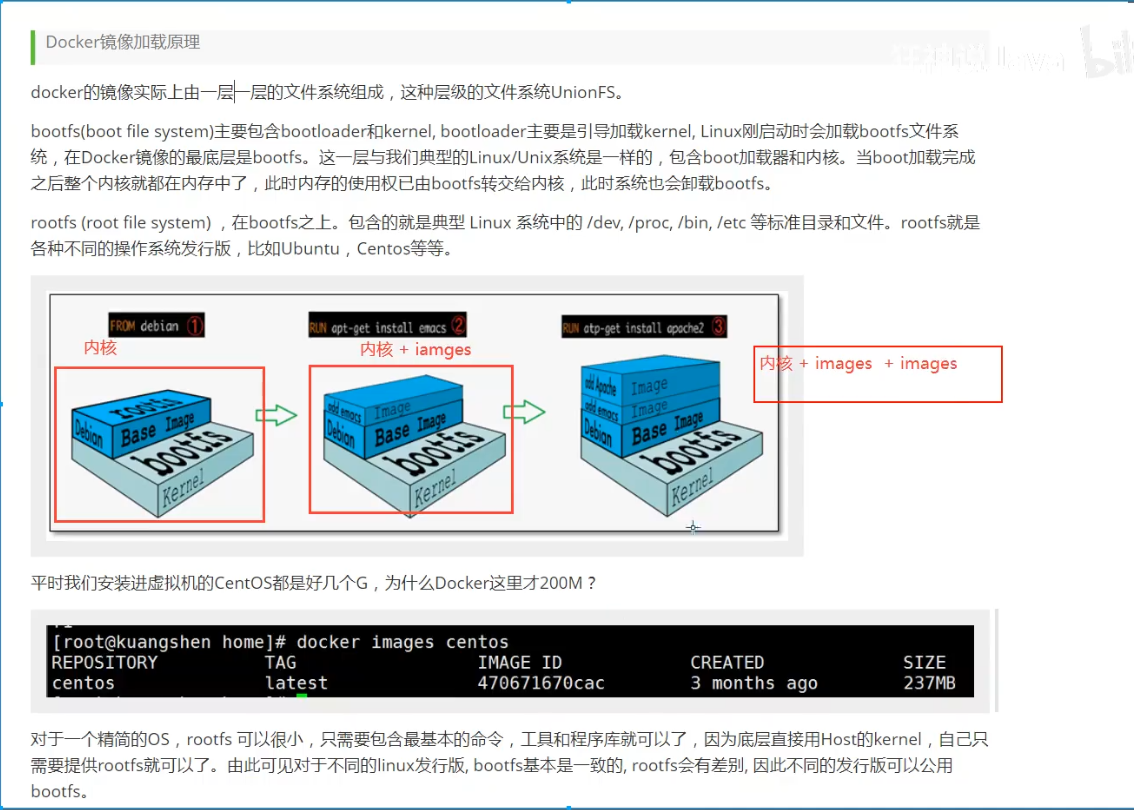 Docker镜像加载原理
docker的镜像实际上由一层一层的文件系统组成，这种层级的文件系统UnionFS。
bootfs(boot file system)主要包含bootloader和kernel, bootloader主要是引导加载kernel, Linux刚启动时会加载bootfs文件系
统，在Docker镜像的最底层是bootfs。这一层与我们典型的Linux/Unix系统是一样的，包含boot加载器和内核。当boot加载完成
之后整个内核就都在内存中了，此时内存的使用权已由bootfs转交给内核，此时系统也会卸载bootfs。
rootfs (root file system) ，在bootfs之上。包含的就是典型 Linux 系统中的 /dev, /proc, /bin, /etc 等标准目录和文件。rootfs就是
各种不同的操作系统发行版，比如Ubuntu，Centos等等。
FROM debian ①
RUN apt-get install emacs ②
RUN atp-get install apache2 ③
内核
内核 + iamges
内核 + images + images
rootfs
Debian
Base Image
bootfs
Kernel
add emacs
Image
Debian
Base Image
bootfs
Kernel
add Apache
Image
add emacs
Image
Debian
Base Image
bootfs
Kernel
平时我们安装进虚拟机的CentOS都是好几个G，为什么Docker这里才200M？
[root@kuangshen home]# docker images centos
REPOSITORY TAG IMAGE ID CREATED SIZE
centos latest 470671670cac 3 months ago 237MB
对于一个精简的OS，rootfs 可以很小，只需要包含最基本的命令，工具和程序库就可以了，因为底层直接用Host的kernel，自己只
需要提供rootfs就可以了。由此可见对于不同的linux发行版, bootfs基本是一致的, rootfs会有差别, 因此不同的发行版可以公用
bootfs。